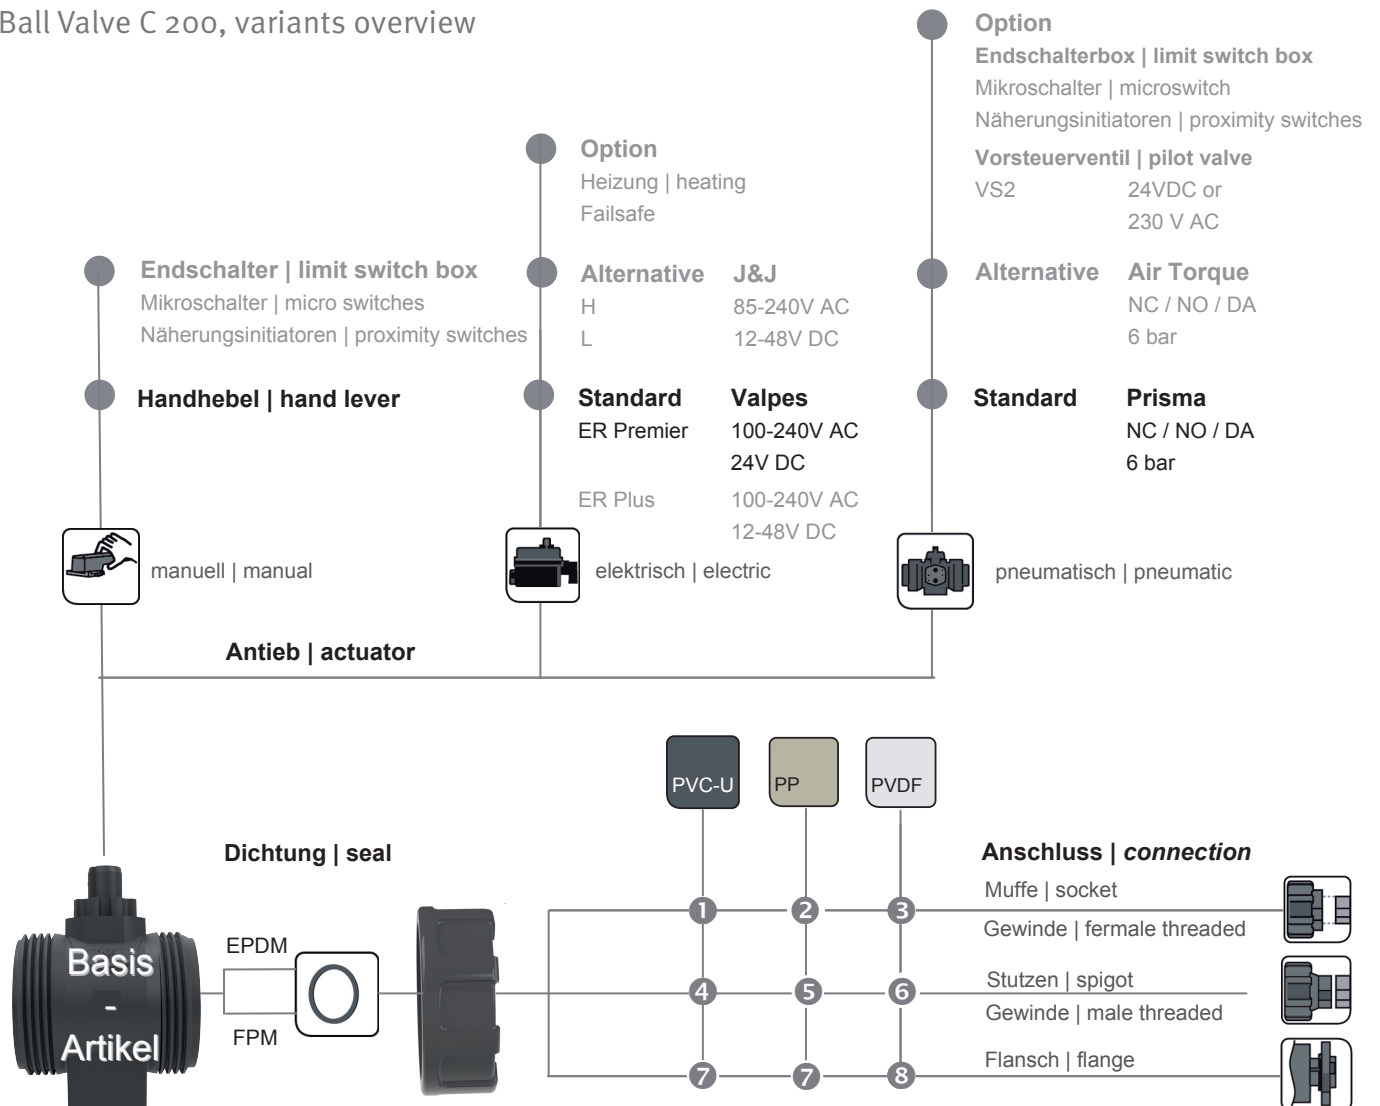 Ball Valve C 200, variants overview
Option
Endschalterbox | limit switch box
Mikroschalter | microswitch
Näherungsinitiatoren | proximity switches
Vorsteuerventil | pilot valve
VS2 24VDC or
230 V AC
Option
Heizung | heating
Failsafe
Endschalter | limit switch box
Mikroschalter | micro switches
Näherungsinitiatoren | proximity switches
Alternative J&J
H 85-240V AC
L 12-48V DC
Alternative Air Torque
NC / NO / DA
6 bar
Handhebel | hand lever
Standard Valpes
ER Premier 100-240V AC
24V DC
ER Plus 100-240V AC
12-48V DC
Standard Prisma
NC / NO / DA
6 bar
manuell | manual
elektrisch | electric
pneumatisch | pneumatic
Antieb | actuator
PVC-U
PP
PVDF
Dichtung | seal
Anschluss | connection
Muffe | socket
1 2 3
Gewinde | fermale threaded
EPDM
FPM
Basis
-
Artikel
Stutzen | spigot
4 5 6
Gewinde | male threaded
Flansch | flange
7 7 8